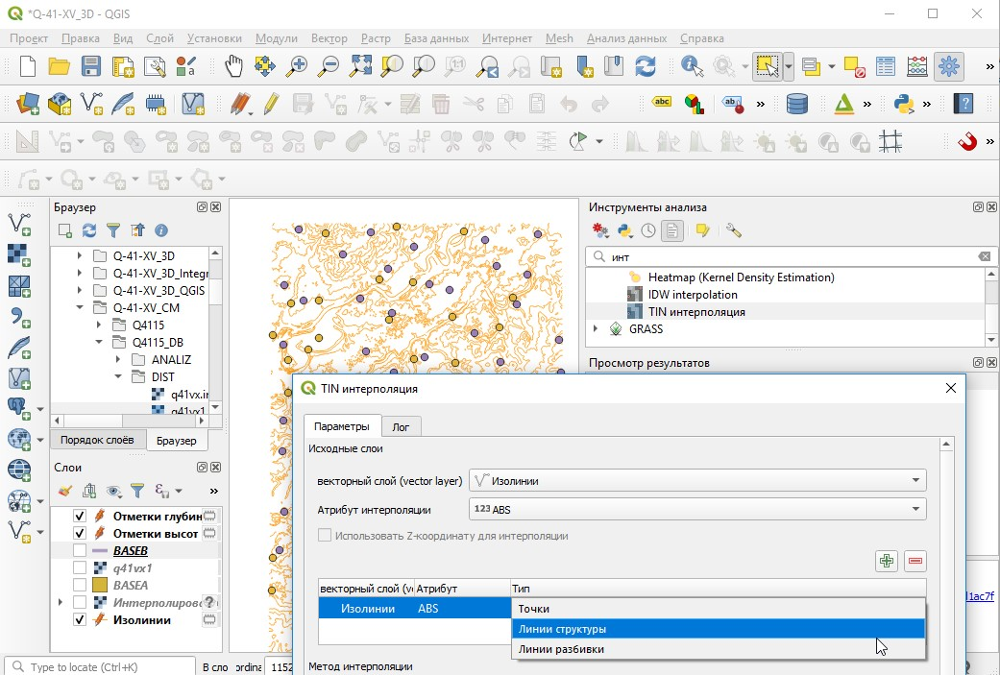 *Q-41-XV_3D - QGIS
Проект Правка Вид Слой Установки Модули Вектор Растр База данных Интернет Mesh Анализ данных Справка
abc
ab
Браузер
Q-41-XV_3D
Q-41-XV_3D_Integr
Q-41-XV_3D_QGIS
Q-41-XV_CM
Q4115
Q4115_DB
ANALIZ
DIST
q41vx.ir
q41vx1
Порядок слоёв Браузер
Слои
Отметки глубин
Отметки высот
BASEB
q41vx1
BASEA
Интерполиров
Изолинии
Type to locate (Ctrl+K)
В сло
ordina
1152
Инструменты анализа
инт
Heatmap (Kernel Density Estimation)
IDW interpolation
TIN интерполяция
GRASS
Просмотр результатов
TIN интерполяция
Параметры Лог
Исходные слои
векторный слой (vector layer) Изолинии
Атрибут интерполяции 123 ABS
Использовать Z-координату для интерполяции
векторный слой (ve Атрибут Тип
Изолинии ABS
Точки
Линии структуры
Линии разбивки
Метод интерполяции